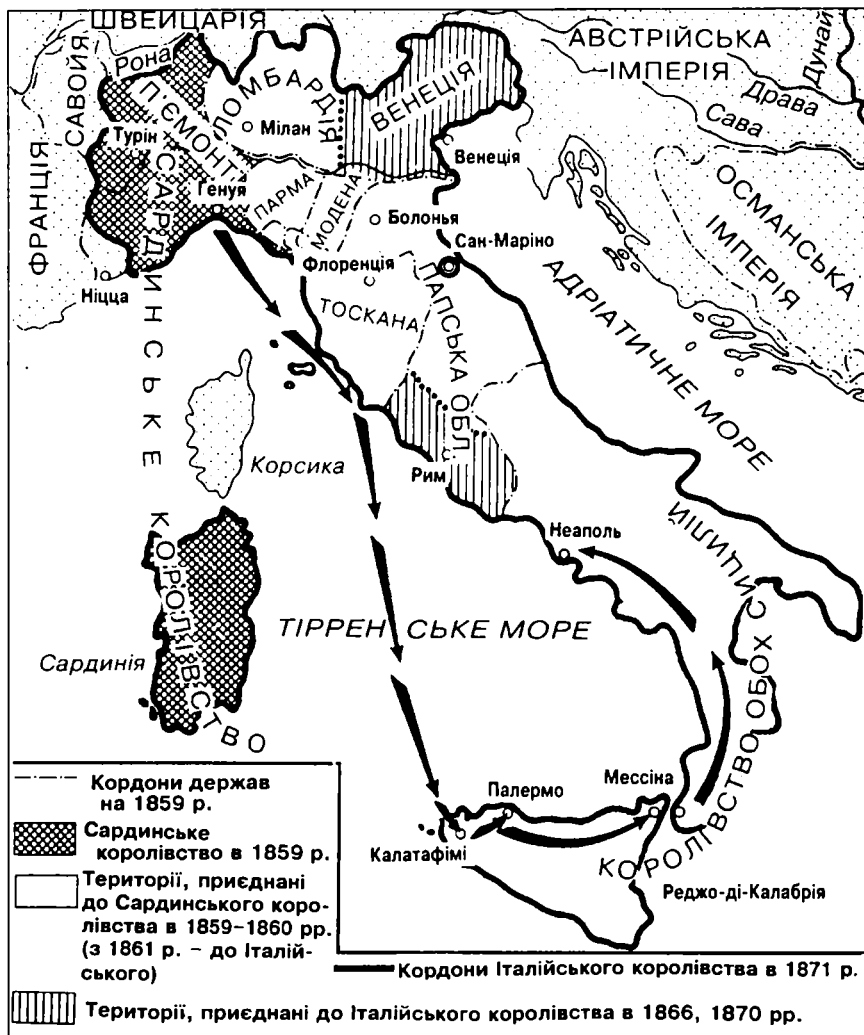 ШВЕЙЦАРІЯ
АВСТРІЙСЬКА
ІМПЕРІЯ
Дунай
Драва
Сава
Рона
САВОЙЯ
П'ЄМОНТ
ЛОМБАРДІЯ
ВЕНЕЦІЯ
Мілан
Турін
Венеція
ФРАНЦІЯ
Генуя
ПАРМА
МОДЕНА
Болонья
ОСМАНСЬКА
ІМПЕРІЯ
Сан-Маріно
Флоренція
Ніцца
ТОСКАНА
ПАПСЬКА ОБЛ.
АДРІАТИЧНЕ МОРЕ
САРДИНСЬКЕ
КОРОЛІВСТВО
Корсика
Рим
Неаполь
ТІРРЕНСЬКЕ МОРЕ
Сардинія
КОРОЛІВСТВО ОБОХ СИЦИЛІЙ
Мессіна
Палермо
Калатафімі
Реджо-ді-Калабрія
Кордони держав
на 1859 р.
Сардинське
королівство в 1859 р.
Території, приєднані
до Сардинського коро-
лівства в 1859–1860 рр.
(з 1861 р. – до Італій-
ського)
Кордони Італійського королівства в 1871 р.
Території, приєднані до Італійського королівства в 1866, 1870 рр.